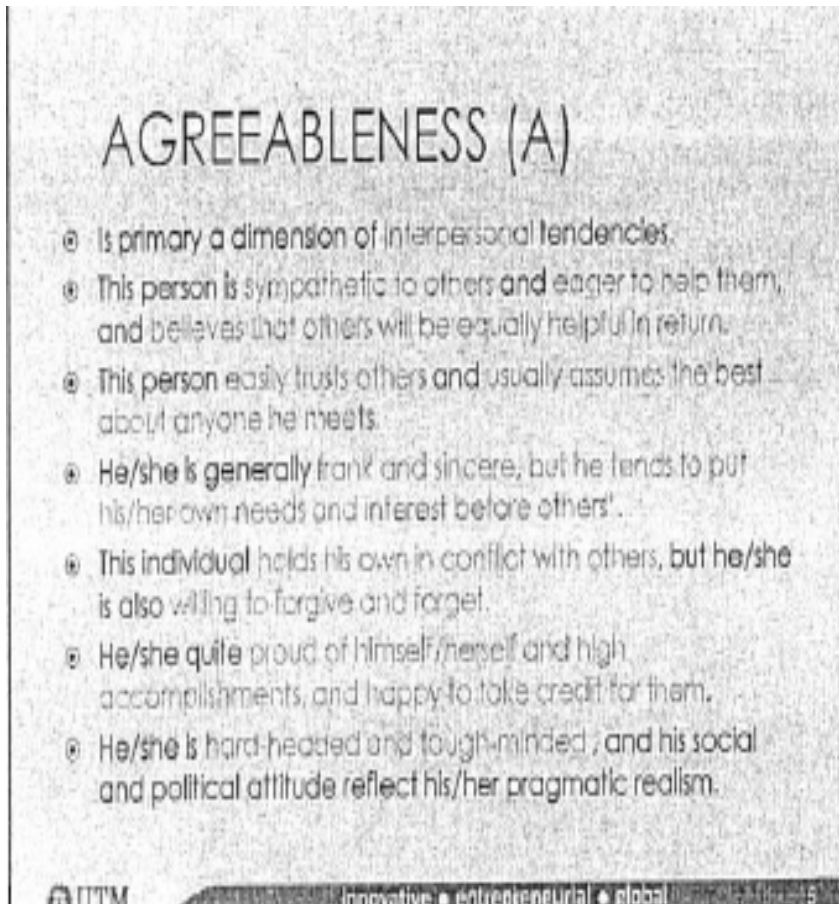 AGREEABLENESS (A)
Is primary a dimension of interpersonal tendencies.
This person is sympathetic to others and eager to help them,
and believes that others will be equally helpful in return.
This person easily trusts others and usually assumes the best
about anyone he meets.
He/she is generally frank and sincere, but he tends to put
his/her own needs and interest before others'.
This individual holds his own in conflict with others, but he/she
is also willing to forgive and forget.
He/she quite proud of himself/herself and high
accomplishments, and happy to take credit for them.
He/she is hard-headed and tough-minded , and his social
and political attitude reflect his/her pragmatic realism.
UTM innovative ● entrepreneurial ● global 5